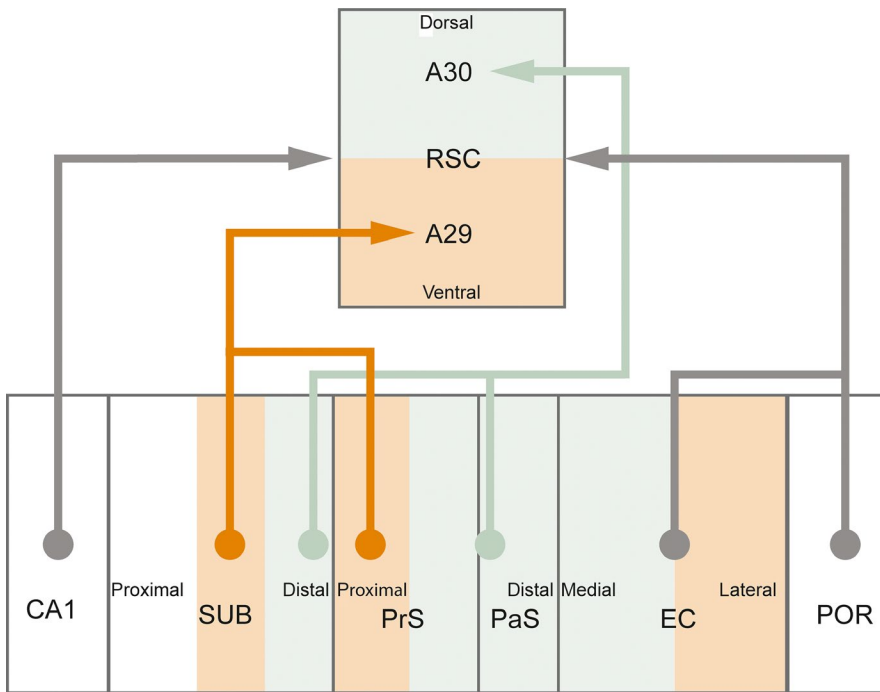 Dorsal
A30
RSC
A29
Ventral
Proximal
Distal
Proximal
Distal
Medial
Lateral
CA1
SUB
PrS
PaS
EC
POR